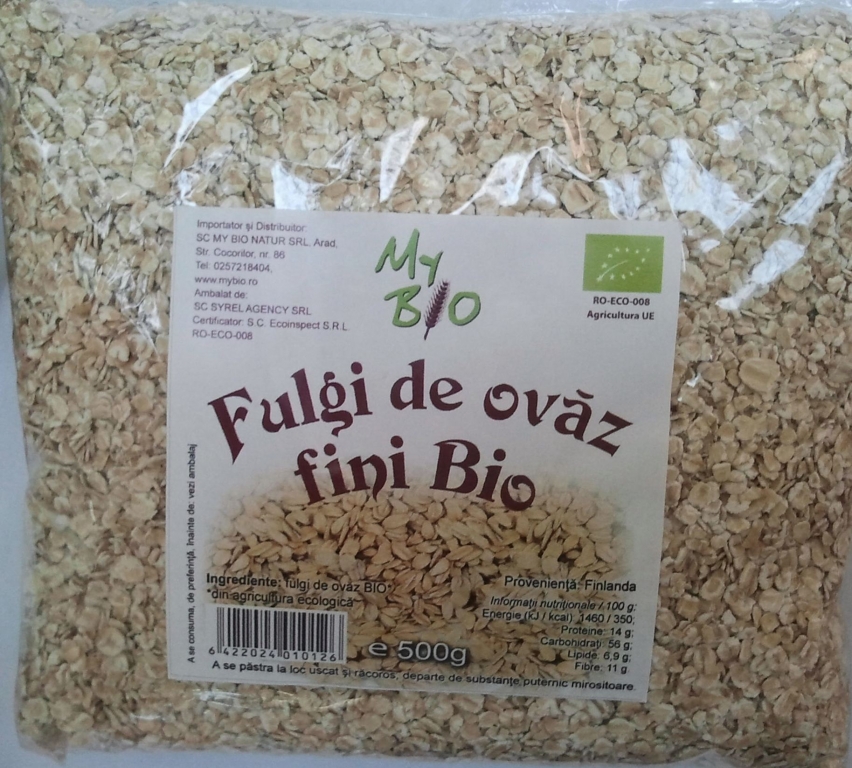 Importator și Distribuitor:
SC MY BIO NATUR SRL, Arad,
Str. Cocorilor, nr. 86
Tel: 0257218404,
www.mybio.ro
Ambalat de:
SC SYREL AGENCY SRL
Certificator: S.C. Ecoinspect S.R.L.
RO-ECO-008
My
BIO
RO-ECO-008
Agricultura UE
Fulgi de ovăz
fini Bio
A se consuma, de preferință, înainte de: vezi ambalaj
Ingrediente: fulgi de ovăz BIO*
*din agricultura ecologică
6 422024 010126
e 500g
Proveniență: Finlanda
Informații nutriționale / 100 g:
Energie (kJ / kcal) :1460 / 350;
Proteine: 14 g;
Carbohidrați: 56 g;
Lipide: 6,9 g;
Fibre: 11 g
A se păstra la loc uscat și răcoros, departe de substanțe puternic mirositoare.